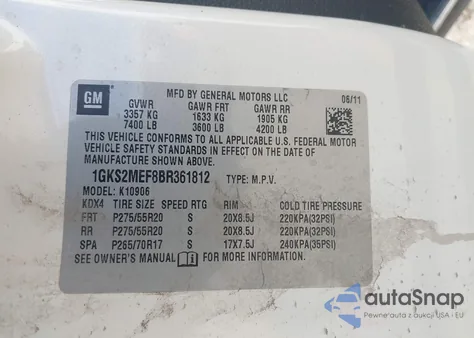 GM
MFD BY GENERAL MOTORS LLC
GVWR GAWR FRT GAWR RR 06/11
3357 KG 1633 KG 1905 KG
7400 LB 3600 LB 4200 LB
THIS VEHICLE CONFORMS TO ALL APPLICABLE U.S. FEDERAL MOTOR
VEHICLE SAFETY STANDARDS IN EFFECT ON THE DATE OF
1GKS2MEF8BR361812 TYPE: M.P.V.
MODEL: K10906
KDX4 TIRE SIZE SPEED RTG RIM COLD TIRE PRESSURE
FRT P275/55R20 S 20X8.5J 220KPA(32PSI)
RR P275/55R20 S 20X8.5J 220KPA(32PSI)
SPA P265/70R17 S 17X7.5J 240KPA(35PSI)
SEE OWNER'S MANUAL FOR MORE INFORMATION
autoSnap
Pewne auta z USA i EU